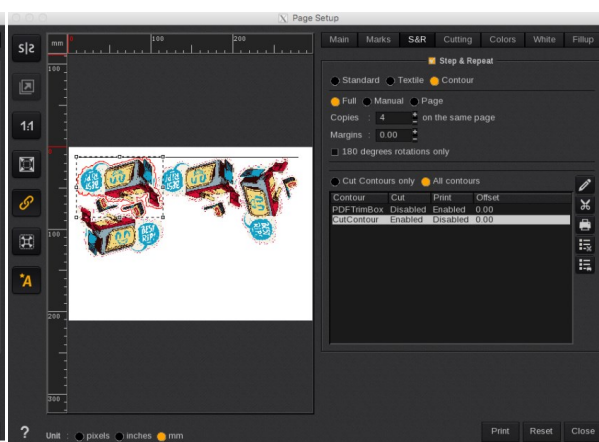 Page Setup
Main Marks S&R Cutting Colors White Fillup
Step & Repeat
Standard Textile Contour
Full Manual Page
Copies : 4 on the same page
Margins : 0.00
180 degrees rotations only
Cut Contours only All contours
Contour Cut Print Offset
PDFTrimBox Disabled Enabled 0.00
CutContour Enabled Disabled 0.00
mm 0 100 200
100
0
100
200
300
1:1
*A
?
Unit : pixels inches mm
Print Reset Close